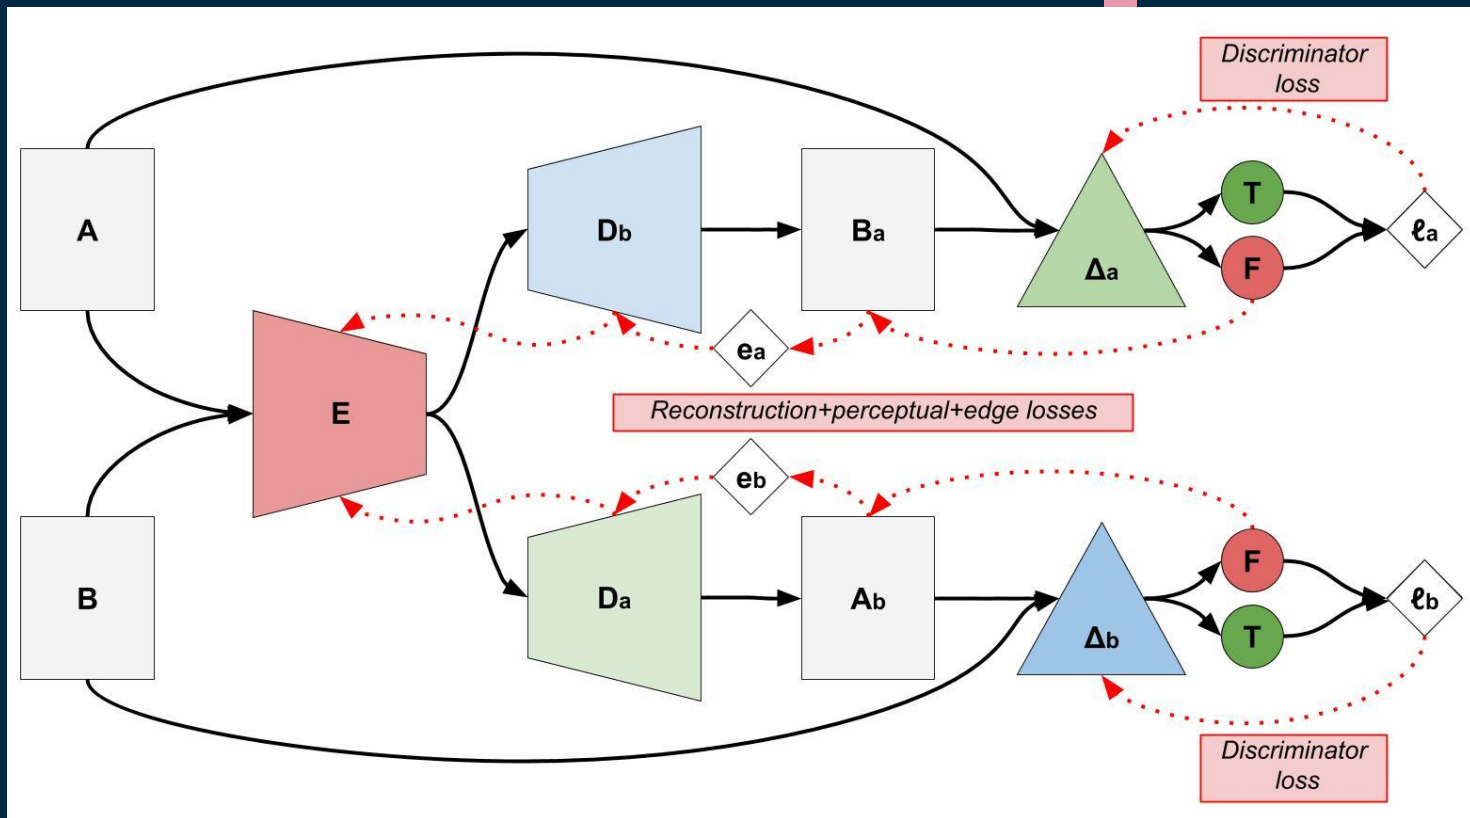 Discriminator
loss
A
Db
Ba
Δa
T
F
ℓa
ea
E
Reconstruction+perceptual+edge losses
eb
B
Da
Ab
Δb
F
T
ℓb
Discriminator
loss